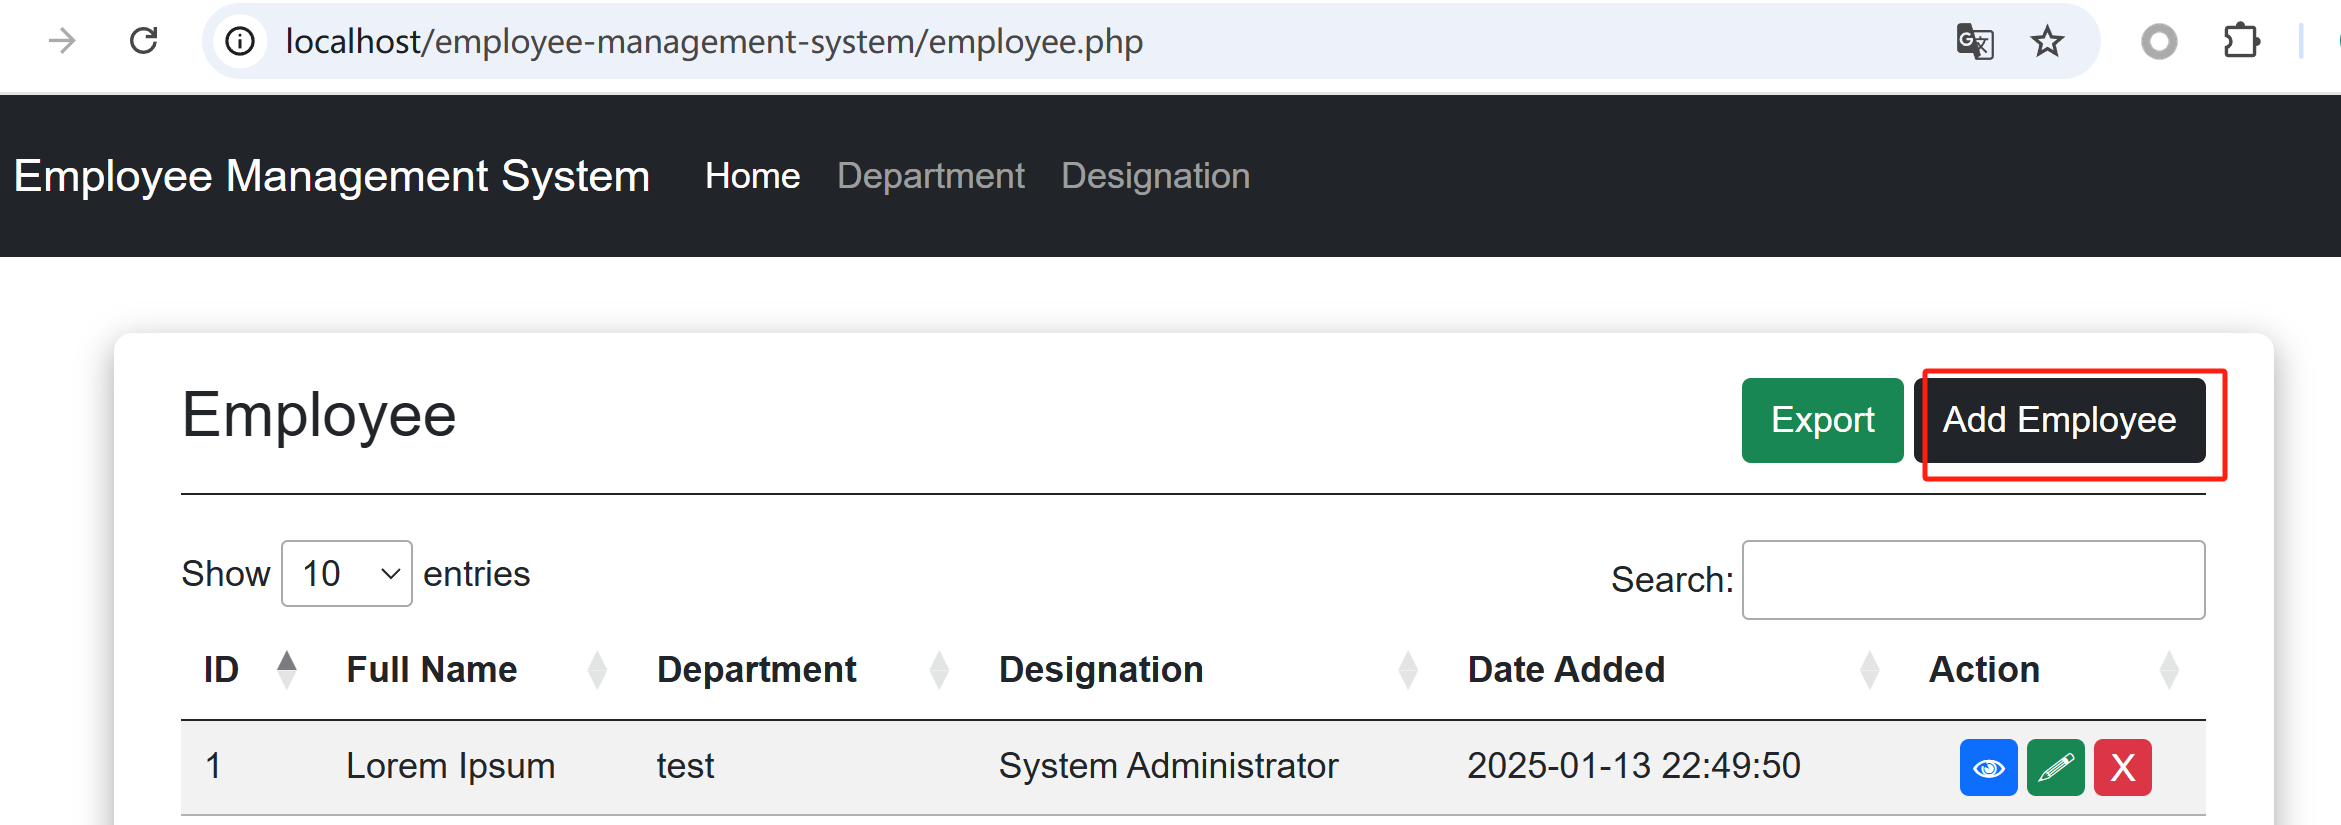 localhost/employee-management-system/employee.php
Employee Management System Home Department Designation
Employee Export Add Employee
Show 10 entries Search:
ID Full Name Department Designation Date Added Action
1 Lorem Ipsum test System Administrator 2025-01-13 22:49:50 X